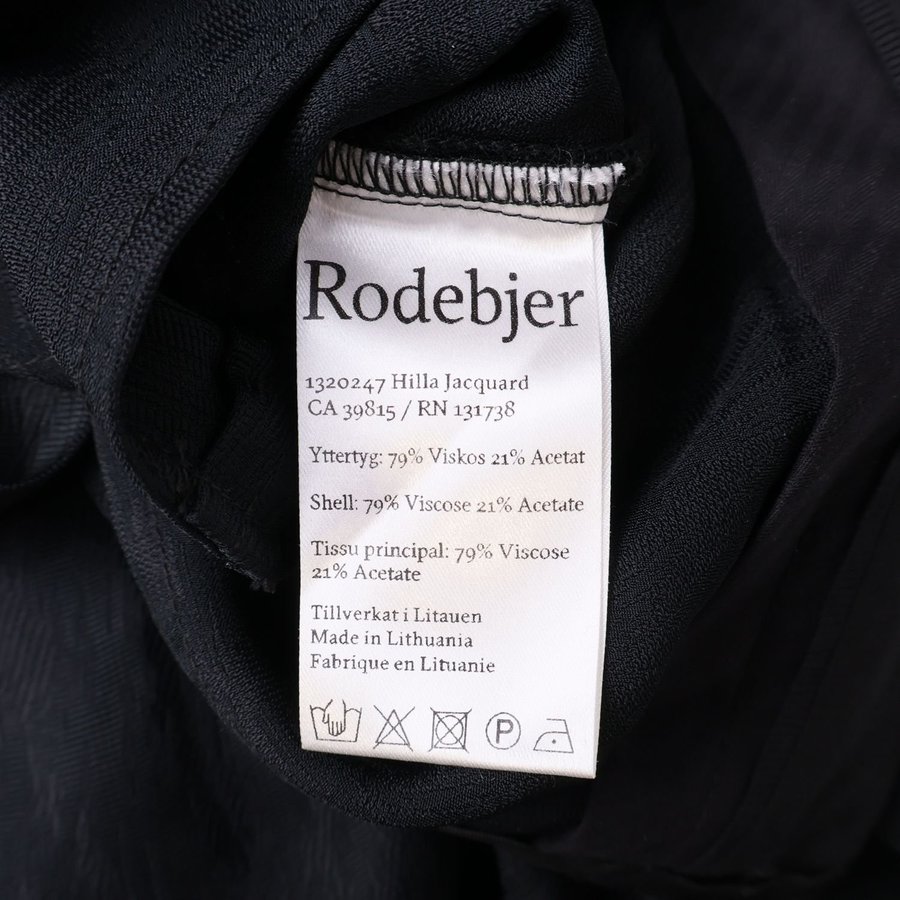 Rodebjer
1320247 Hilla Jacquard
CA 39815 / RN 131738
Yttertyg: 79% Viskos 21% Acetat
Shell: 79% Viscose 21% Acetate
Tissu principal: 79% Viscose
21% Acetate
Tillverkat i Litauen
Made in Lithuania
Fabrique en Lituanie
P